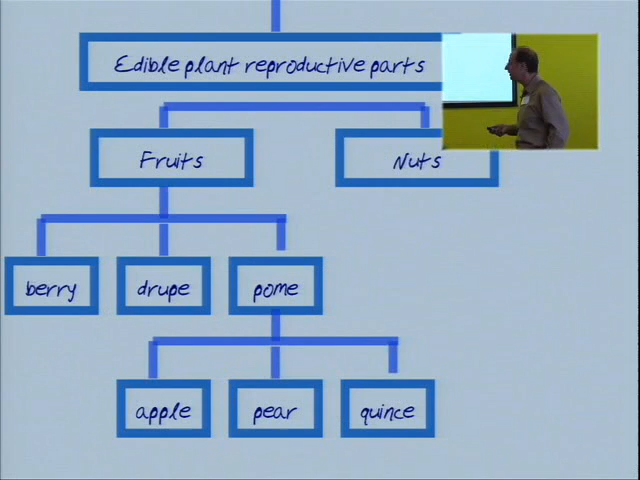 Edible plant reproductive parts
Fruits
Nuts
berry
drupe
pome
apple
pear
quince